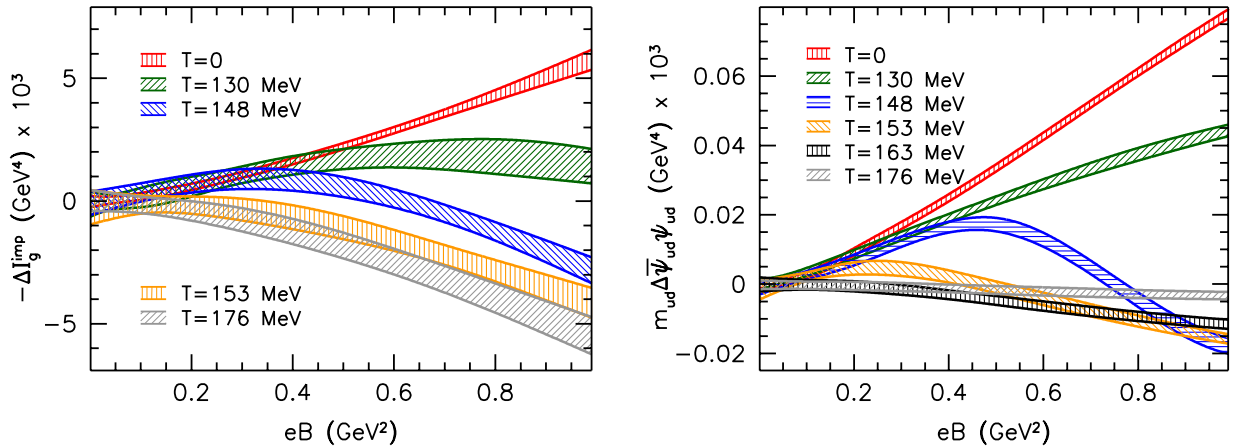 −ΔI_g^imp (GeV⁴) × 10³
5
0
−5
T=0
T=130 MeV
T=148 MeV
T=153 MeV
T=176 MeV
0.2
0.4
0.6
0.8
eB (GeV²)
m_ud Δψ̄_ud ψ_ud (GeV⁴) × 10³
0.06
0.04
0.02
0
−0.02
T=0
T=130 MeV
T=148 MeV
T=153 MeV
T=163 MeV
T=176 MeV
0.2
0.4
0.6
0.8
eB (GeV²)